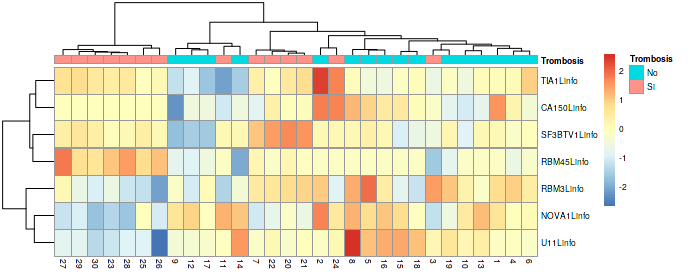 Trombosis
TIA1Linfo
CA150Linfo
SF3BTV1Linfo
RBM45Linfo
RBM3Linfo
NOVA1Linfo
U11Linfo
27 29 30 23 28 25 26 9 12 17 11 14 7 22 20 21 2 24 8 5 16 15 18 3 19 10 13 1 4 6
2
1
0
-1
-2
Trombosis
No
Si